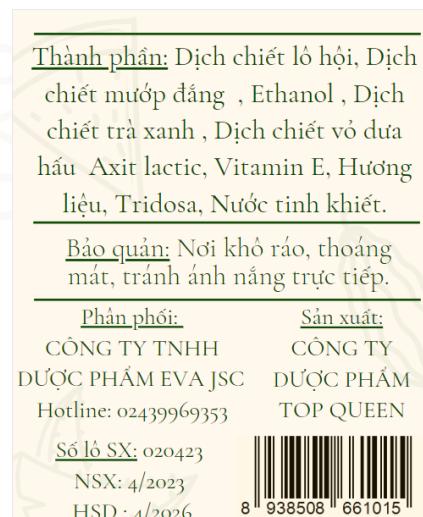 Thành phần: Dịch chiết lô hội, Dịch
chiết mướp đắng , Ethanol , Dịch
chiết trà xanh , Dịch chiết vỏ dưa
hấu Axit lactic, Vitamin E, Hương
liệu, Tridosa, Nước tinh khiết.
Bảo quản: Nơi khô ráo, thoáng
mát, tránh ánh nắng trực tiếp.
Phân phối:
CÔNG TY TNHH
DƯỢC PHẨM EVA JSC
Hotline: 02439969353
Sản xuất:
CÔNG TY
DƯỢC PHẨM
TOP QUEEN
Số lô SX: 020423
NSX: 4/2023
HSD : 4/2026
8 938508 661015